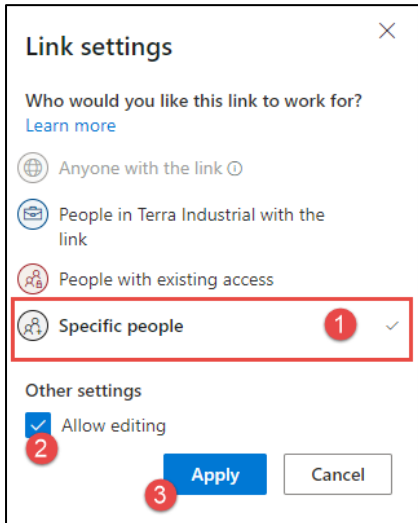 Link settings
Who would you like this link to work for?
Learn more
Anyone with the link
People in Terra Industrial with the
link
People with existing access
Specific people 1
Other settings
Allow editing
2
3 Apply Cancel